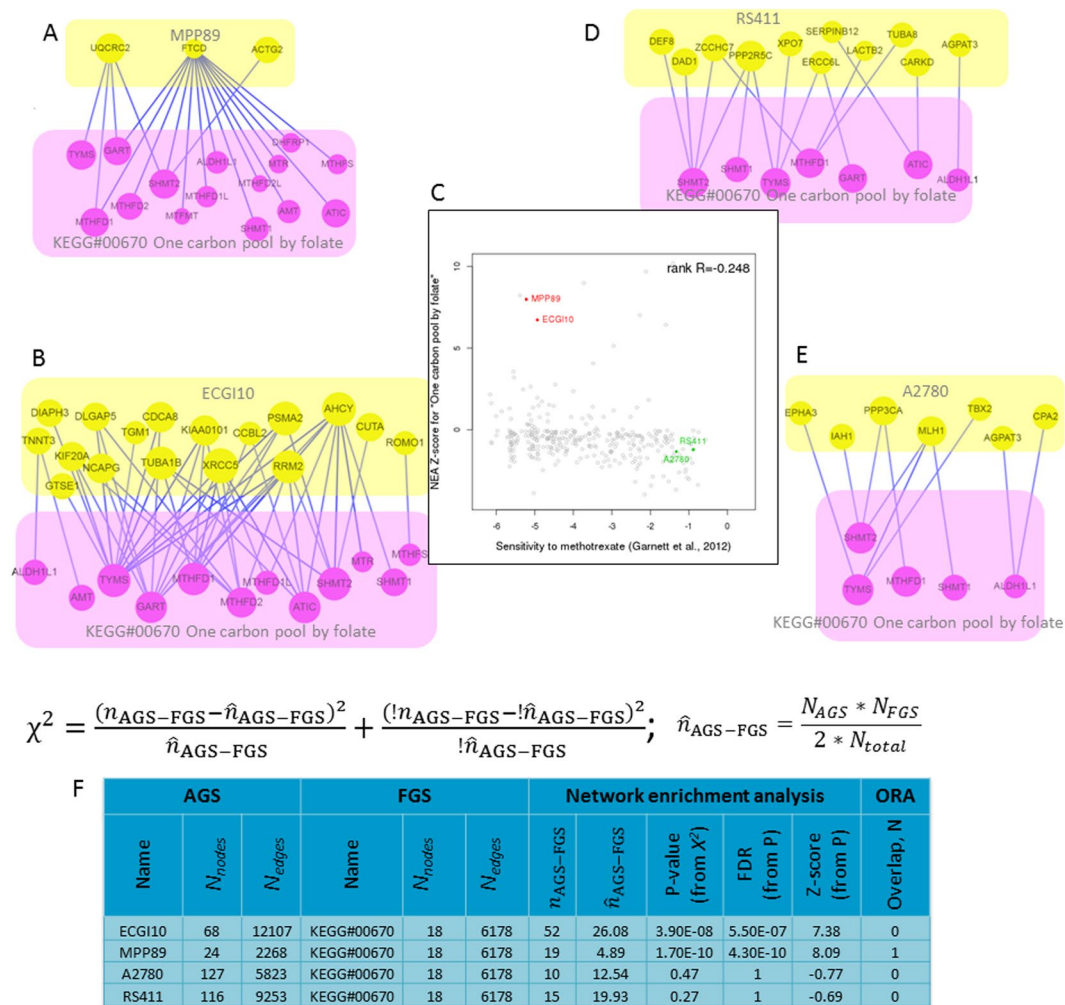 A
MPP89
UQCRC2
FTCD
ACTG2
TYMS
GART
ALDH1L1
DHFRP1
MTR
MTHFS
SHMT2
MTHFD2L
MTHFD1L
MTHFD1
MTHFD2
MTFMT
SHMT1
AMT
ATIC
KEGG#00670 One carbon pool by folate
D
RS411
DEF8
DAD1
ZCCHC7
PPP2R5C
XPO7
SERPINB12
ERCC6L
LACTB2
TUBA8
CARKD
AGPAT3
SHMT2
SHMT1
TYMS
MTHFD1
GART
ATIC
ALDH1L1
KEGG#00670 One carbon pool by folate
C
rank R=-0.248
MPP89
ECGI10
RS411
A2780
10
5
0
NEA Z-score for "One carbon pool by folate"
-6 -5 -4 -3 -2 -1 0
Sensitivity to methotrexate (Garnett et al., 2012)
B
ECGI10
DIAPH3
DLGAP5
TGM1
CDCA8
KIAA0101
CCBL2
PSMA2
AHCY
CUTA
ROMO1
TNNT3
KIF20A
NCAPG
TUBA1B
XRCC5
RRM2
GTSE1
ALDH1L1
AMT
TYMS
GART
MTHFD1
MTHFD2
MTHFD1L
ATIC
SHMT2
MTR
SHMT1
MTHFS
KEGG#00670 One carbon pool by folate
E
A2780
EPHA3
IAH1
PPP3CA
MLH1
TBX2
AGPAT3
CPA2
SHMT2
TYMS
MTHFD1
SHMT1
ALDH1L1
KEGG#00670 One carbon pool by folate
χ² = (n_AGS−FGS − n̂_AGS−FGS)² / n̂_AGS−FGS + (!n_AGS−FGS − !n̂_AGS−FGS)² / !n̂_AGS−FGS; n̂_AGS−FGS = N_AGS * N_FGS / 2 * N_total
F
AGS FGS Network enrichment analysis ORA
Name N_nodes N_edges Name N_nodes N_edges n_AGS−FGS n̂_AGS−FGS P-value (from X²) FDR (from P) Z-score (from P) Overlap, N
ECGI10 68 12107 KEGG#00670 18 6178 52 26.08 3.90E-08 5.50E-07 7.38 0
MPP89 24 2268 KEGG#00670 18 6178 19 4.89 1.70E-10 4.30E-10 8.09 1
A2780 127 5823 KEGG#00670 18 6178 10 12.54 0.47 1 -0.77 0
RS411 116 9253 KEGG#00670 18 6178 15 19.93 0.27 1 -0.69 0